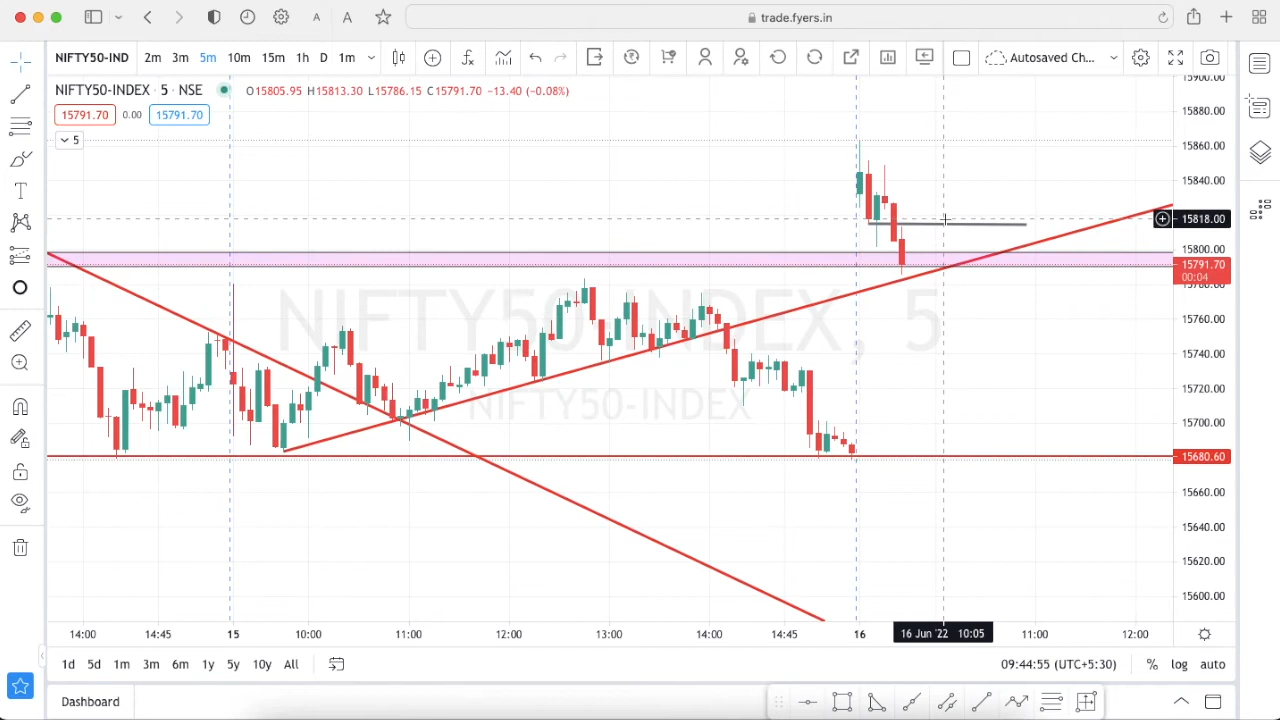 A A trade.fyers.in
NIFTY50-IND 2m 3m 5m 10m 15m 1h D 1m Autosaved Ch...
NIFTY50-INDEX · 5 · NSE O15805.95 H15813.30 L15786.15 C15791.70 -13.40 (-0.08%)
15791.70 0.00 15791.70
5
T
15880.00
15860.00
15840.00
15818.00
15800.00
15791.70
00:04
15760.00
15740.00
15720.00
15700.00
15680.60
15660.00
15640.00
15620.00
15600.00
NIFTY50-INDEX, 5
NIFTY50-INDEX
14:00 14:45 15 10:00 11:00 12:00 13:00 14:00 14:45 16 16 Jun '22 10:05 11:00 12:00
1d 5d 1m 3m 6m 1y 5y 10y All 09:44:55 (UTC+5:30) % log auto
Dashboard